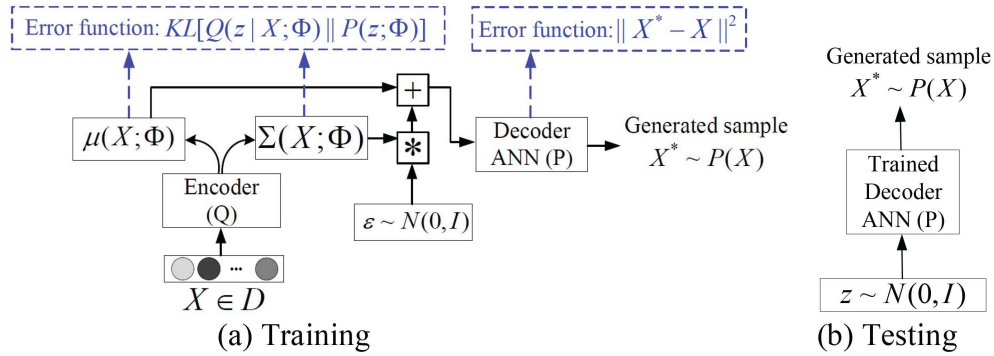 Error function: KL[Q(z | X;Φ) || P(z;Φ)]
Error function: || X* − X ||²
μ(X;Φ)
Σ(X;Φ)
+
*
Encoder
(Q)
ε ~ N(0, I)
Decoder
ANN (P)
Generated sample
X* ~ P(X)
...
X ∈ D
(a) Training
Generated sample
X* ~ P(X)
Trained
Decoder
ANN (P)
z ~ N(0, I)
(b) Testing